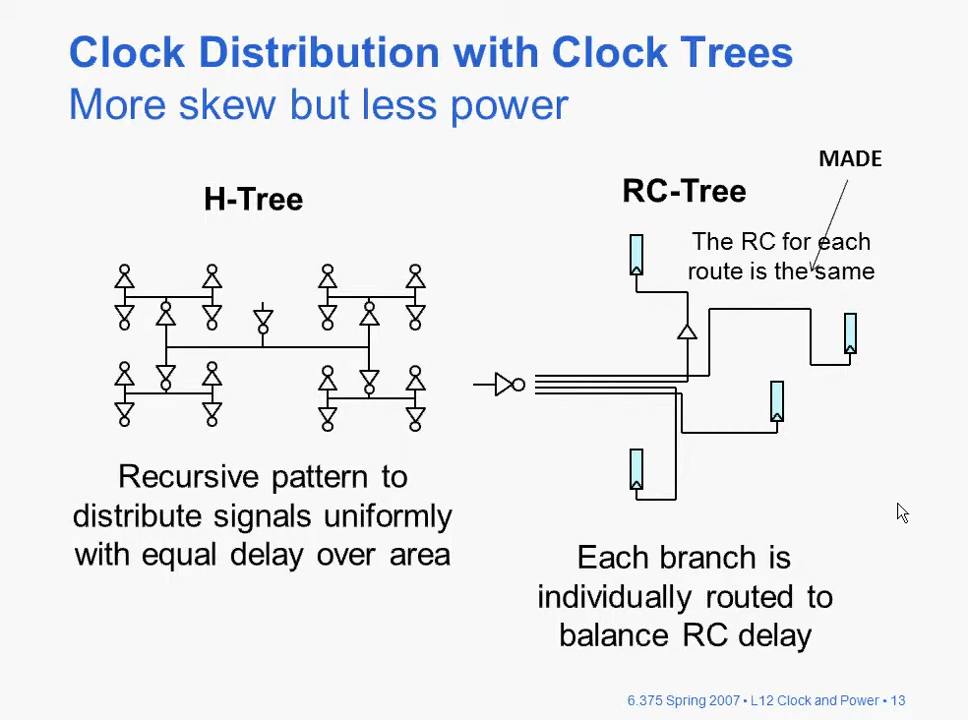 Clock Distribution with Clock Trees
More skew but less power
MADE
H-Tree
RC-Tree
The RC for each
route is the same
Recursive pattern to
distribute signals uniformly
with equal delay over area
Each branch is
individually routed to
balance RC delay
6.375 Spring 2007 • L12 Clock and Power • 13